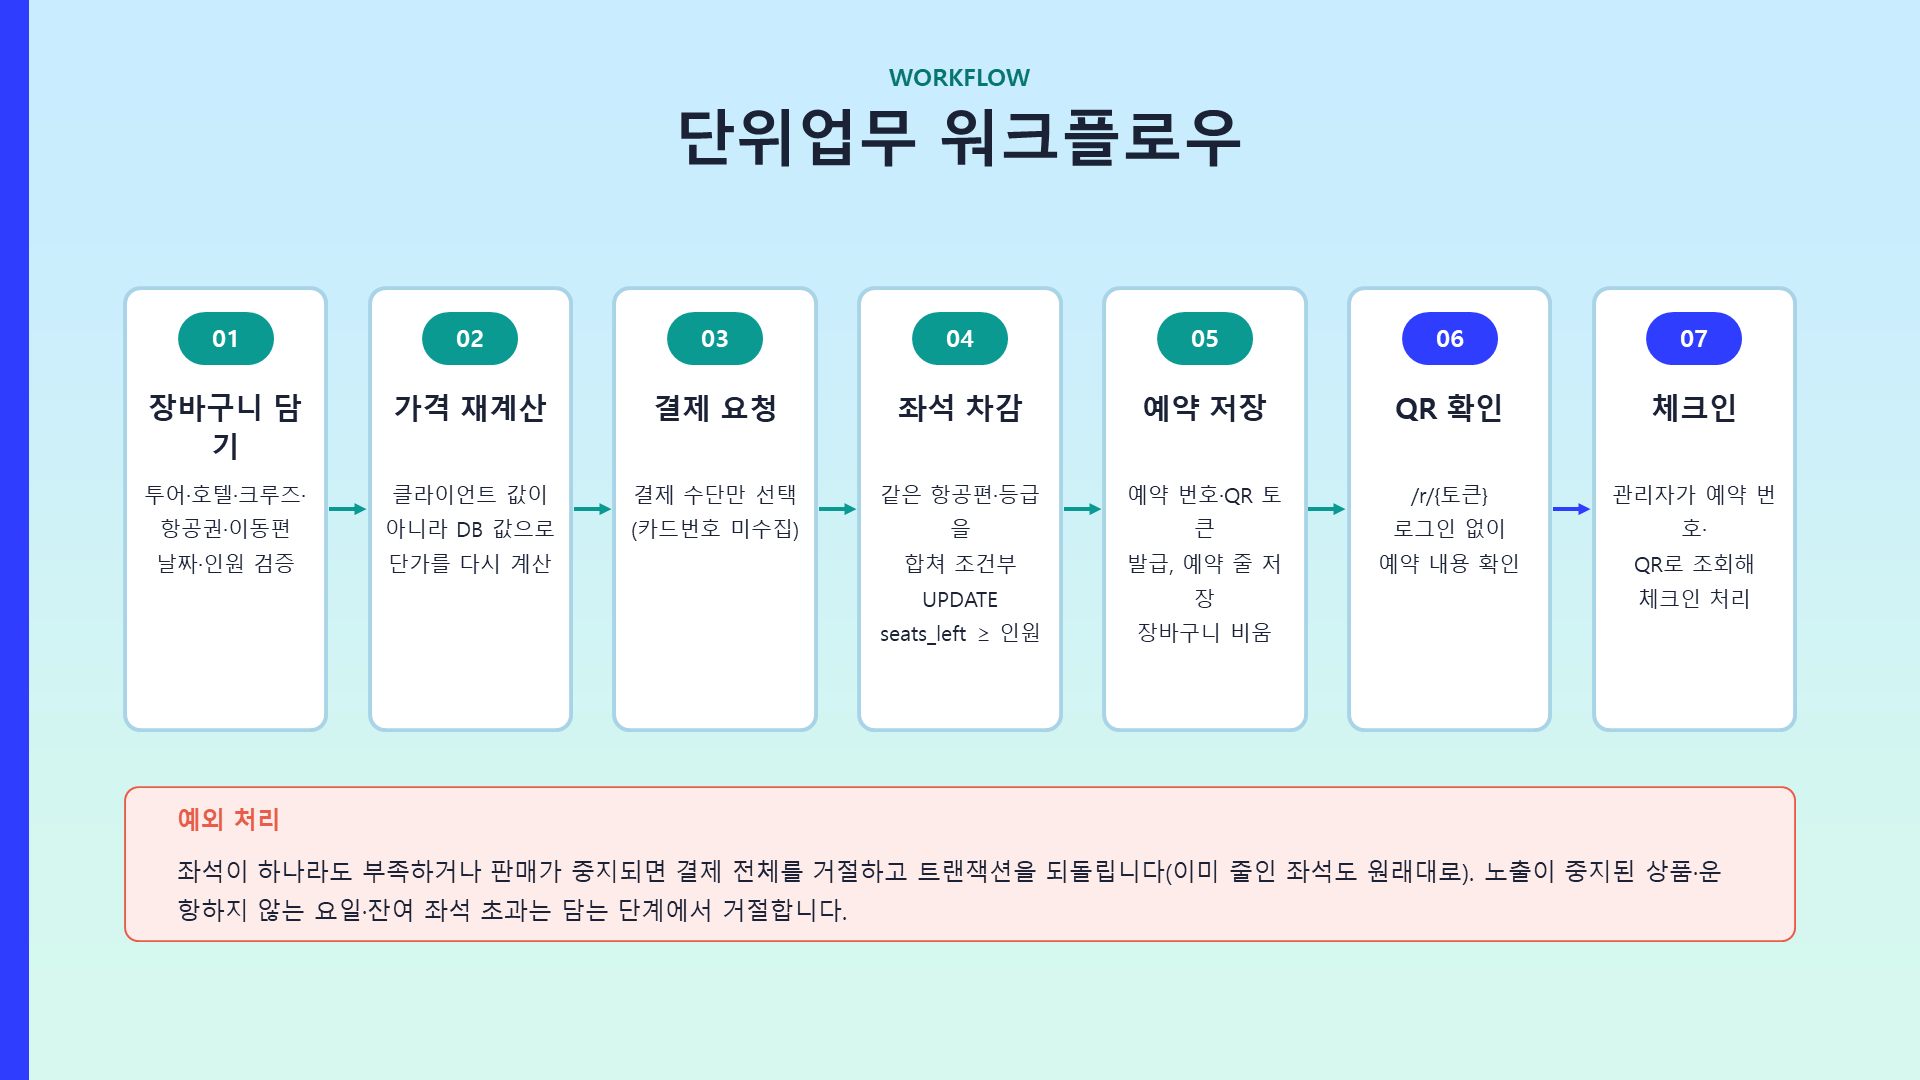 WORKFLOW
단위업무 워크플로우
01
장바구니 담
기
투어·호텔·크루즈·
항공권·이동편
날짜·인원 검증
02
가격 재계산
클라이언트 값이
아니라 DB 값으로
단가를 다시 계산
03
결제 요청
결제 수단만 선택
(카드번호 미수집)
04
좌석 차감
같은 항공편·등급
을
합쳐 조건부
UPDATE
seats_left ≥ 인원
05
예약 저장
예약 번호·QR 토
큰
발급, 예약 줄 저
장
장바구니 비움
06
QR 확인
/r/{토큰}
로그인 없이
예약 내용 확인
07
체크인
관리자가 예약 번
호·
QR로 조회해
체크인 처리
예외 처리
좌석이 하나라도 부족하거나 판매가 중지되면 결제 전체를 거절하고 트랜잭션을 되돌립니다(이미 줄인 좌석도 원래대로). 노출이 중지된 상품·운
항하지 않는 요일·잔여 좌석 초과는 담는 단계에서 거절합니다.